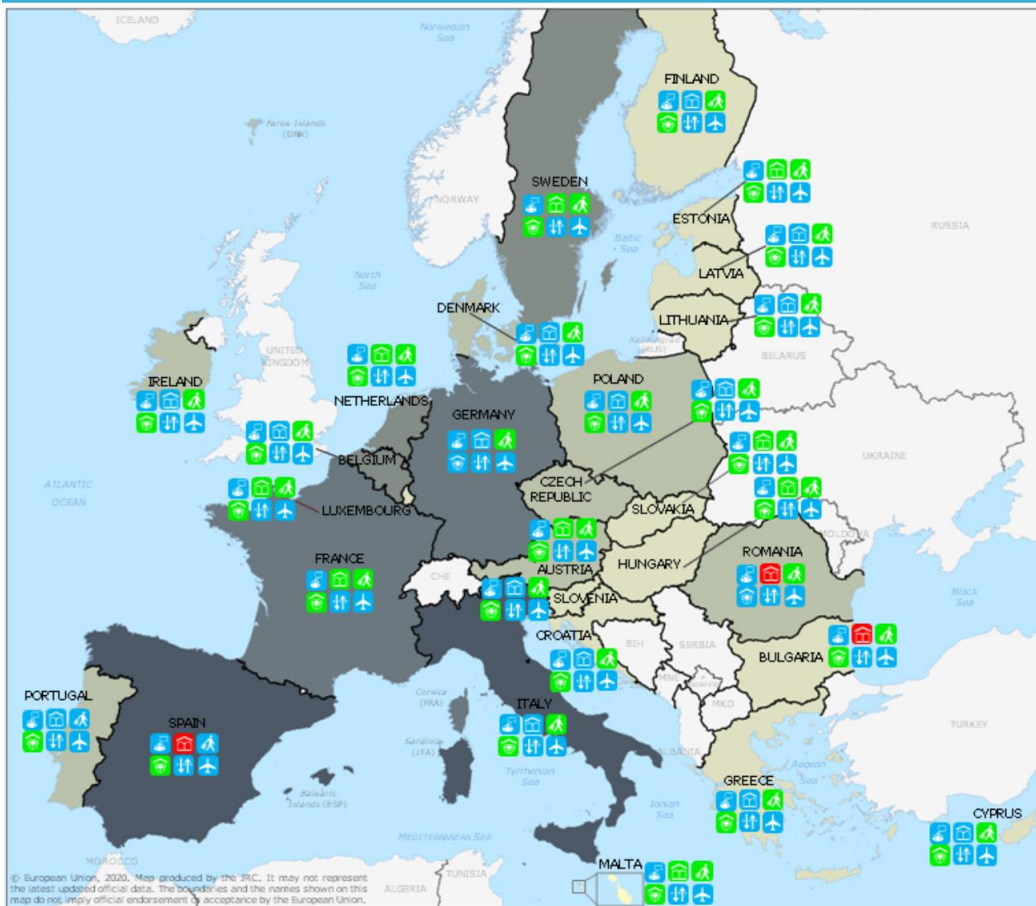 ICELAND
Norwegian
Sea
FINLAND
Faroe Islands
(DNK)
SWEDEN
NORWAY
ESTONIA
RUSSIA
Baltic
Sea
North
Sea
LATVIA
DENMARK
LITHUANIA
Kaliningrad
(RUS)
BELARUS
UNITED
KINGDOM
IRELAND
NETHERLANDS
POLAND
GERMANY
BELGIUM
UKRAINE
ATLANTIC
OCEAN
CZECH
REPUBLIC
LUXEMBOURG
SLOVAKIA
MOLDOVA
FRANCE
AUSTRIA
HUNGARY
ROMANIA
CHE
SLOVENIA
Black
Sea
CROATIA
BIH
SERBIA
BULGARIA
MNE
MKD
PORTUGAL
Corsica
(FRA)
SPAIN
ITALY
Sardinia
(ITA)
ALBANIA
TURKEY
Tyrrhenian
Sea
Aegean
Sea
Balearic
Islands (ESP)
GREECE
Ionian
Sea
CYPRUS
MEDITERRANEAN SEA
MALTA
MOROCCO
ALGERIA
TUNISIA
© European Union, 2020. Map produced by the JRC. It may not represent
the latest updated official data. The boundaries and the names shown on this
map do not imply official endorsement or acceptance by the European Union.